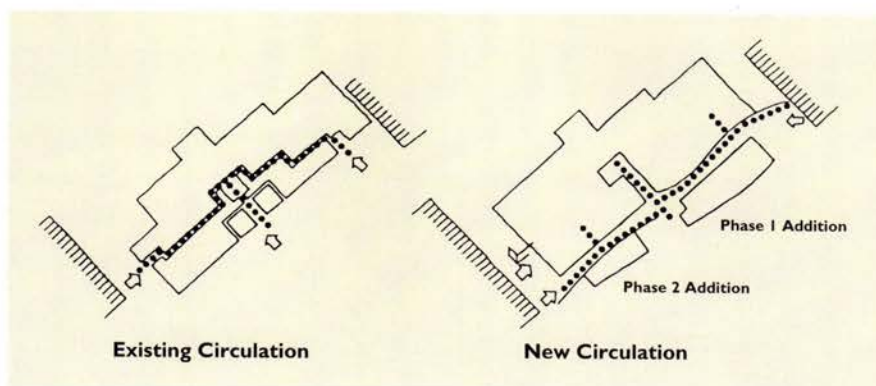 Phase 1 Addition
Phase 2 Addition
Existing Circulation
New Circulation